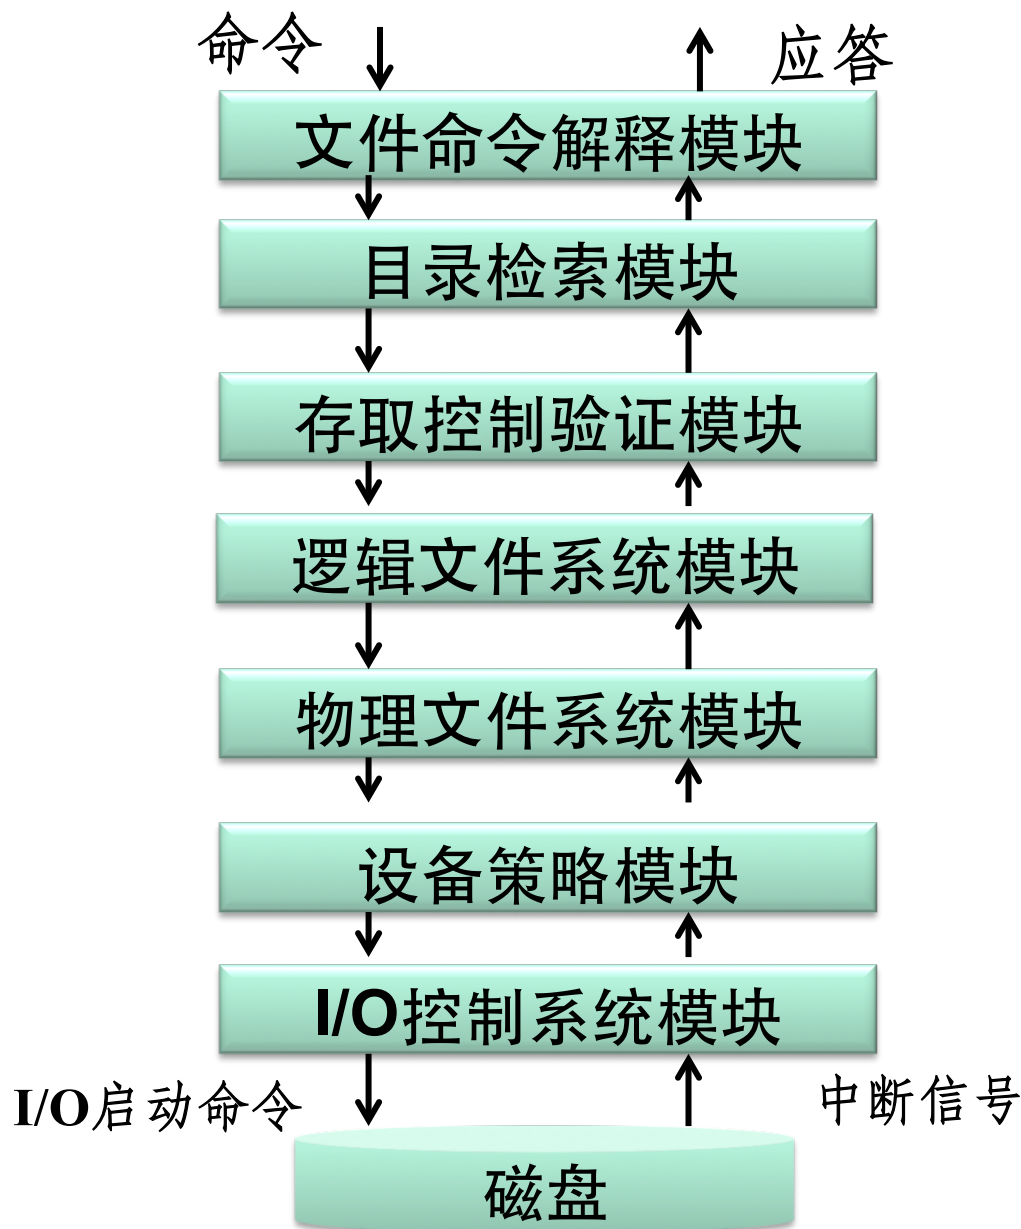 命令
应答
文件命令解释模块
目录检索模块
存取控制验证模块
逻辑文件系统模块
物理文件系统模块
设备策略模块
I/O控制系统模块
I/O启动命令
中断信号
磁盘